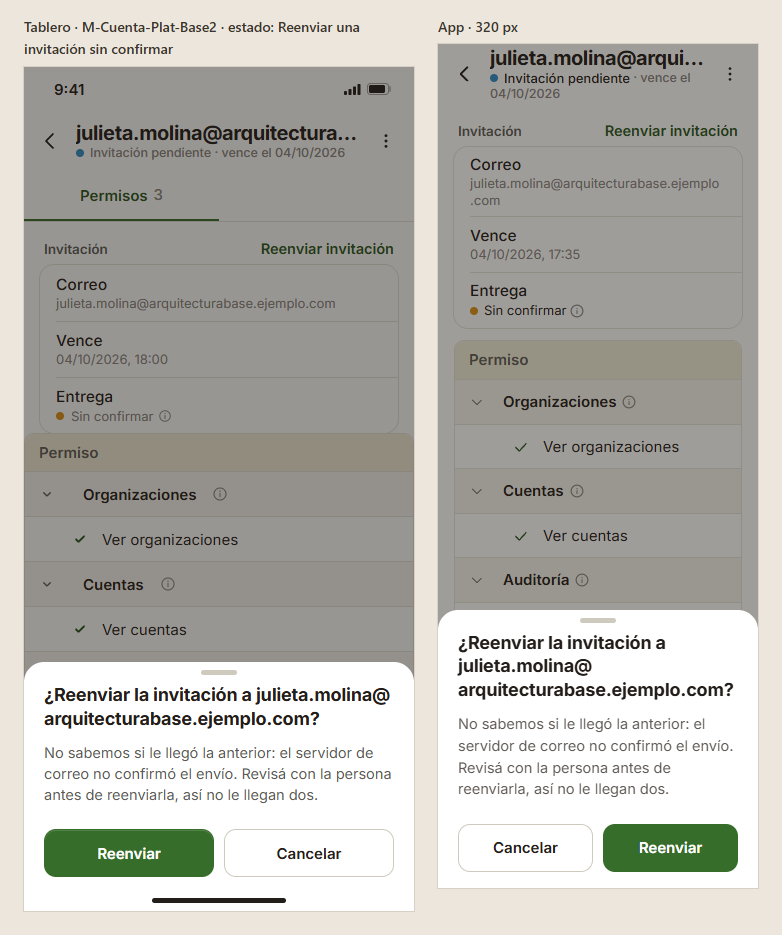 Tablero · M-Cuenta-Plat-Base2 · estado: Reenviar una
invitación sin confirmar
9:41
julieta.molina@arquitectura…
Invitación pendiente · vence el 04/10/2026
Permisos 3
Invitación
Reenviar invitación
Correo
julieta.molina@arquitecturabase.ejemplo.com
Vence
04/10/2026, 18:00
Entrega
Sin confirmar
Permiso
Organizaciones
Ver organizaciones
Cuentas
Ver cuentas
¿Reenviar la invitación a julieta.molina@
arquitecturabase.ejemplo.com?
No sabemos si le llegó la anterior: el servidor de
correo no confirmó el envío. Revisá con la persona
antes de reenviarla, así no le llegan dos.
Reenviar
Cancelar
App · 320 px
julieta.molina@arqui…
Invitación pendiente · vence el
04/10/2026
Invitación
Reenviar invitación
Correo
julieta.molina@arquitecturabase.ejemplo
.com
Vence
04/10/2026, 17:35
Entrega
Sin confirmar
Permiso
Organizaciones
Ver organizaciones
Cuentas
Ver cuentas
Auditoría
¿Reenviar la invitación a
julieta.molina@
arquitecturabase.ejemplo.com?
No sabemos si le llegó la anterior: el
servidor de correo no confirmó el envío.
Revisá con la persona antes de
reenviarla, así no le llegan dos.
Cancelar
Reenviar